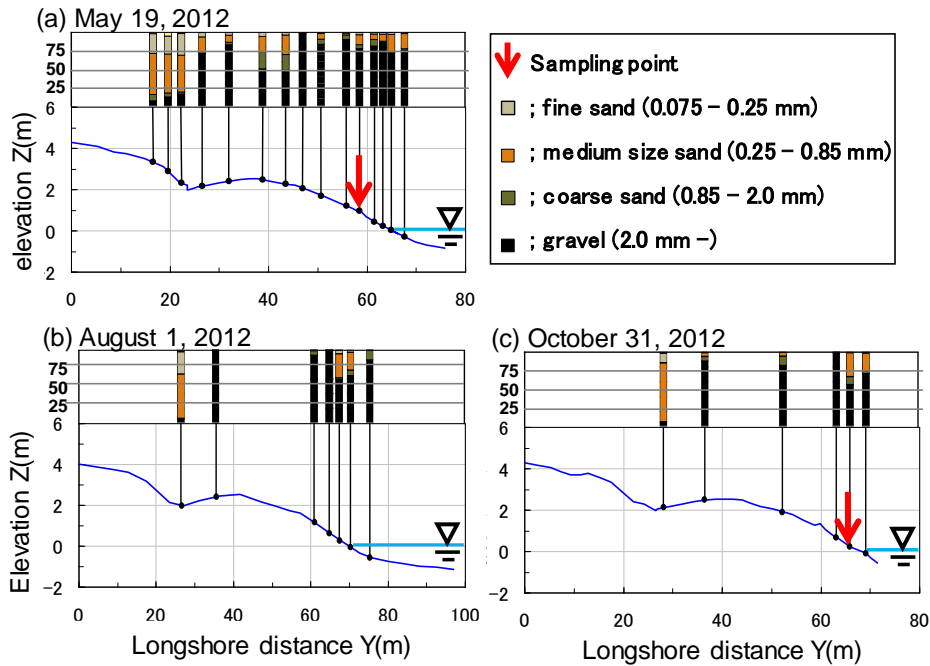 (a) May 19, 2012
75
50
25
6
4
2
0
2
elevation Z(m)
0 20 40 60 80
Sampling point
; fine sand (0.075 – 0.25 mm)
; medium size sand (0.25 – 0.85 mm)
; coarse sand (0.85 – 2.0 mm)
; gravel (2.0 mm -)
(b) August 1, 2012
75
50
25
6
4
2
0
−2
Elevation Z(m)
0 20 40 60 80 100
Longshore distance Y(m)
(c) October 31, 2012
75
50
25
6
4
2
0
−2
0 20 40 60 80
Longshore distance Y(m)